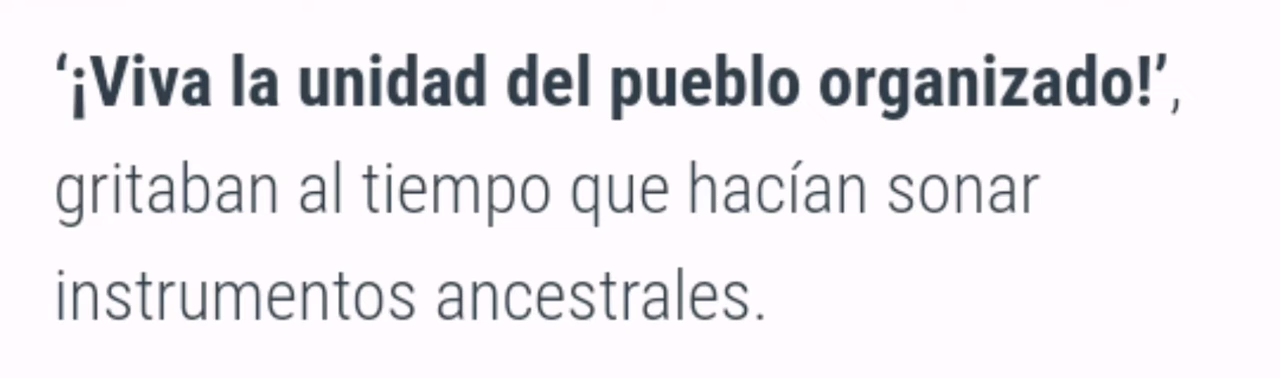 ‘¡Viva la unidad del pueblo organizado!’,
gritaban al tiempo que hacían sonar
instrumentos ancestrales.